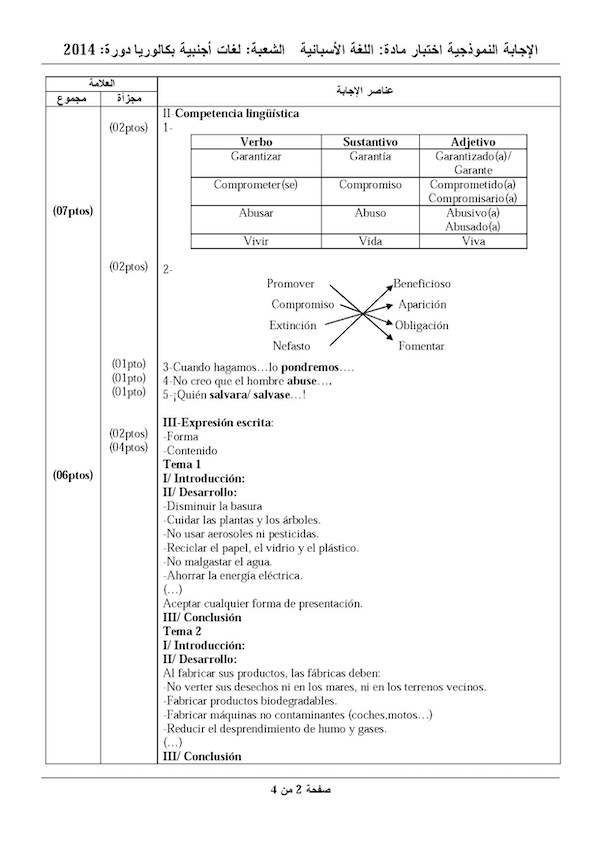 الإجابة النموذجية اختبار مادة: اللغة الأسبانية الشعبة: لغات أجنبية بكالوريا دورة: 2014
العلامة
عناصر الإجابة
مجموع
مجزأة
II-Competencia lingüística
(02ptos)
1-
Verbo Sustantivo Adjetivo
Garantizar Garantía Garantizado(a)/
Garante
Comprometer(se) Compromiso Comprometido(a)
Compromisario(a)
(07ptos)
Abusar Abuso Abusivo(a)
Abusado(a)
Vivir Vida Viva
(02ptos)
2-
Promover Beneficioso
Compromiso Aparición
Extinción Obligación
Nefasto Fomentar
(01pto) 3-Cuando hagamos…lo pondremos….
(01pto) 4-No creo que el hombre abuse….
(01pto) 5-¡Quién salvara/ salvase…!
III-Expresión escrita:
(02ptos) -Forma
(04ptos) -Contenido
Tema 1
(06ptos) I/ Introducción:
II/ Desarrollo:
-Disminuir la basura
-Cuidar las plantas y los árboles.
-No usar aerosoles ni pesticidas.
-Reciclar el papel, el vidrio y el plástico.
-No malgastar el agua.
-Ahorrar la energía eléctrica.
(…)
Aceptar cualquier forma de presentación.
III/ Conclusión
Tema 2
I/ Introducción:
II/ Desarrollo:
Al fabricar sus productos, las fábricas deben:
-No verter sus desechos ni en los mares, ni en los terrenos vecinos.
-Fabricar productos biodegradables.
-Fabricar máquinas no contaminantes (coches,motos…)
-Reducir el desprendimiento de humo y gases.
(…)
III/ Conclusión
صفحة 2 من 4